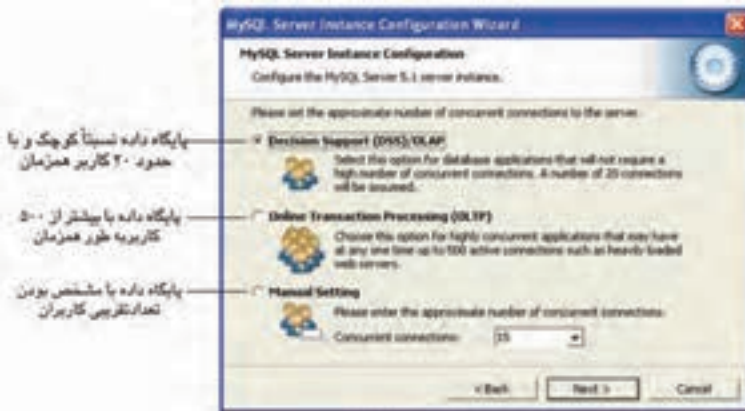 MySQL Server Instance Configuration Wizard
MySQL Server Instance Configuration
Configure the MySQL Server 5.1 server instance.
Please set the approximate number of concurrent connections to the server.
پایگاه داده نسبتاً کوچک و با
حدود ۲۰ کاربر همزمان
Decision Support (DSS)/OLAP
Select this option for database applications that will not require a
high number of concurrent connections. A number of 20 connections
will be assumed.
پایگاه داده با بیشتر از ۵۰۰
کاربر به طور همزمان
Online Transaction Processing (OLTP)
Choose this option for highly concurrent applications that may have
at any one time up to 500 active connections such as heavily loaded
web servers.
پایگاه داده با مشخص بودن
تعداد تقریبی کاربران
Manual Setting
Please enter the approximate number of concurrent connections.
Concurrent connections: 15
< Back Next > Cancel